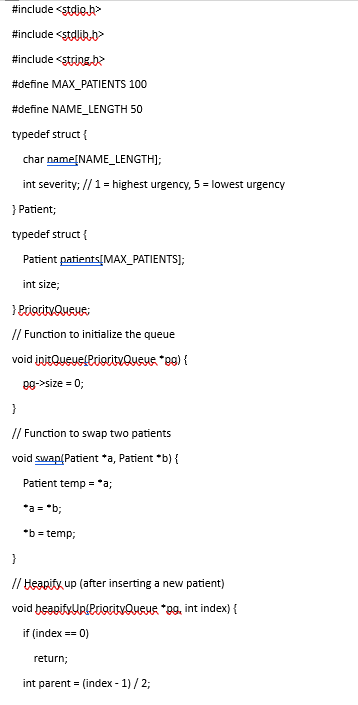 #include <stdio.h>
#include <stdlib.h>
#include <string.h>
#define MAX_PATIENTS 100
#define NAME_LENGTH 50
typedef struct {
char name[NAME_LENGTH];
int severity; // 1 = highest urgency, 5 = lowest urgency
} Patient;
typedef struct {
Patient patients[MAX_PATIENTS];
int size;
} PriorityQueue;
// Function to initialize the queue
void initQueue(PriorityQueue *pq) {
pq->size = 0;
}
// Function to swap two patients
void swap(Patient *a, Patient *b) {
Patient temp = *a;
*a = *b;
*b = temp;
}
// Heapify up (after inserting a new patient)
void heapifyUp(PriorityQueue *pq, int index) {
if (index == 0)
return;
int parent = (index - 1) / 2;